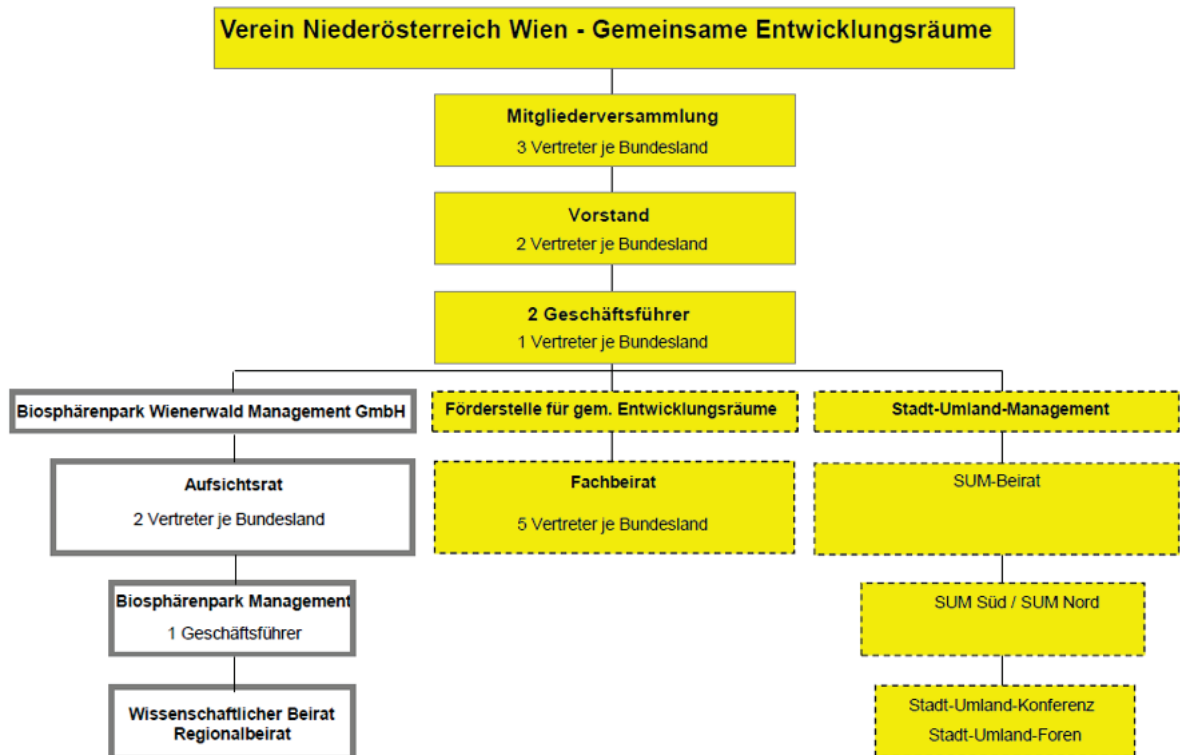 Verein Niederösterreich Wien - Gemeinsame Entwicklungsräume
Mitgliederversammlung
3 Vertreter je Bundesland
Vorstand
2 Vertreter je Bundesland
2 Geschäftsführer
1 Vertreter je Bundesland
Biosphärenpark Wienerwald Management GmbH
Aufsichtsrat
2 Vertreter je Bundesland
Biosphärenpark Management
1 Geschäftsführer
Wissenschaftlicher Beirat
Regionalbeirat
Förderstelle für gem. Entwicklungsräume
Fachbeirat
5 Vertreter je Bundesland
Stadt-Umland-Management
SUM-Beirat
SUM Süd / SUM Nord
Stadt-Umland-Konferenz
Stadt-Umland-Foren